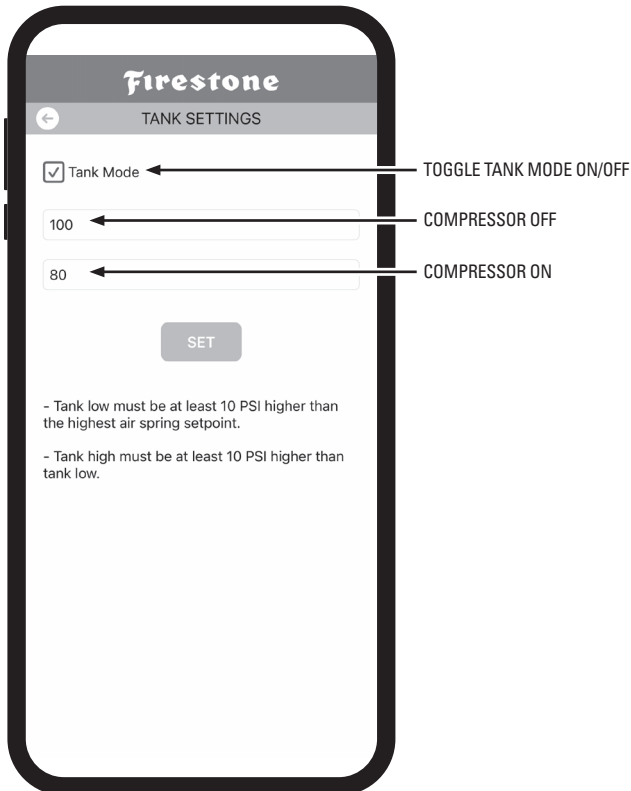 Firestone
TANK SETTINGS
Tank Mode
TOGGLE TANK MODE ON/OFF
100
COMPRESSOR OFF
80
COMPRESSOR ON
SET
- Tank low must be at least 10 PSI higher than
the highest air spring setpoint.
- Tank high must be at least 10 PSI higher than
tank low.